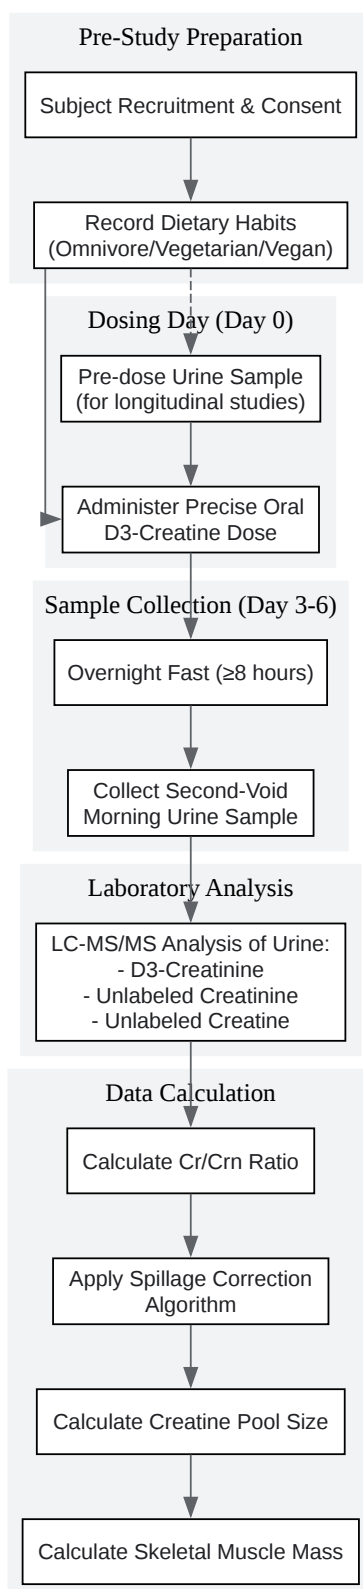 Pre-Study Preparation
Subject Recruitment & Consent
Record Dietary Habits
(Omnivore/Vegetarian/Vegan)
Dosing Day (Day 0)
Pre-dose Urine Sample
(for longitudinal studies)
Administer Precise Oral
D3-Creatine Dose
Sample Collection (Day 3-6)
Overnight Fast (≥8 hours)
Collect Second-Void
Morning Urine Sample
Laboratory Analysis
LC-MS/MS Analysis of Urine:
- D3-Creatinine
- Unlabeled Creatinine
- Unlabeled Creatine
Data Calculation
Calculate Cr/Crn Ratio
Apply Spillage Correction
Algorithm
Calculate Creatine Pool Size
Calculate Skeletal Muscle Mass